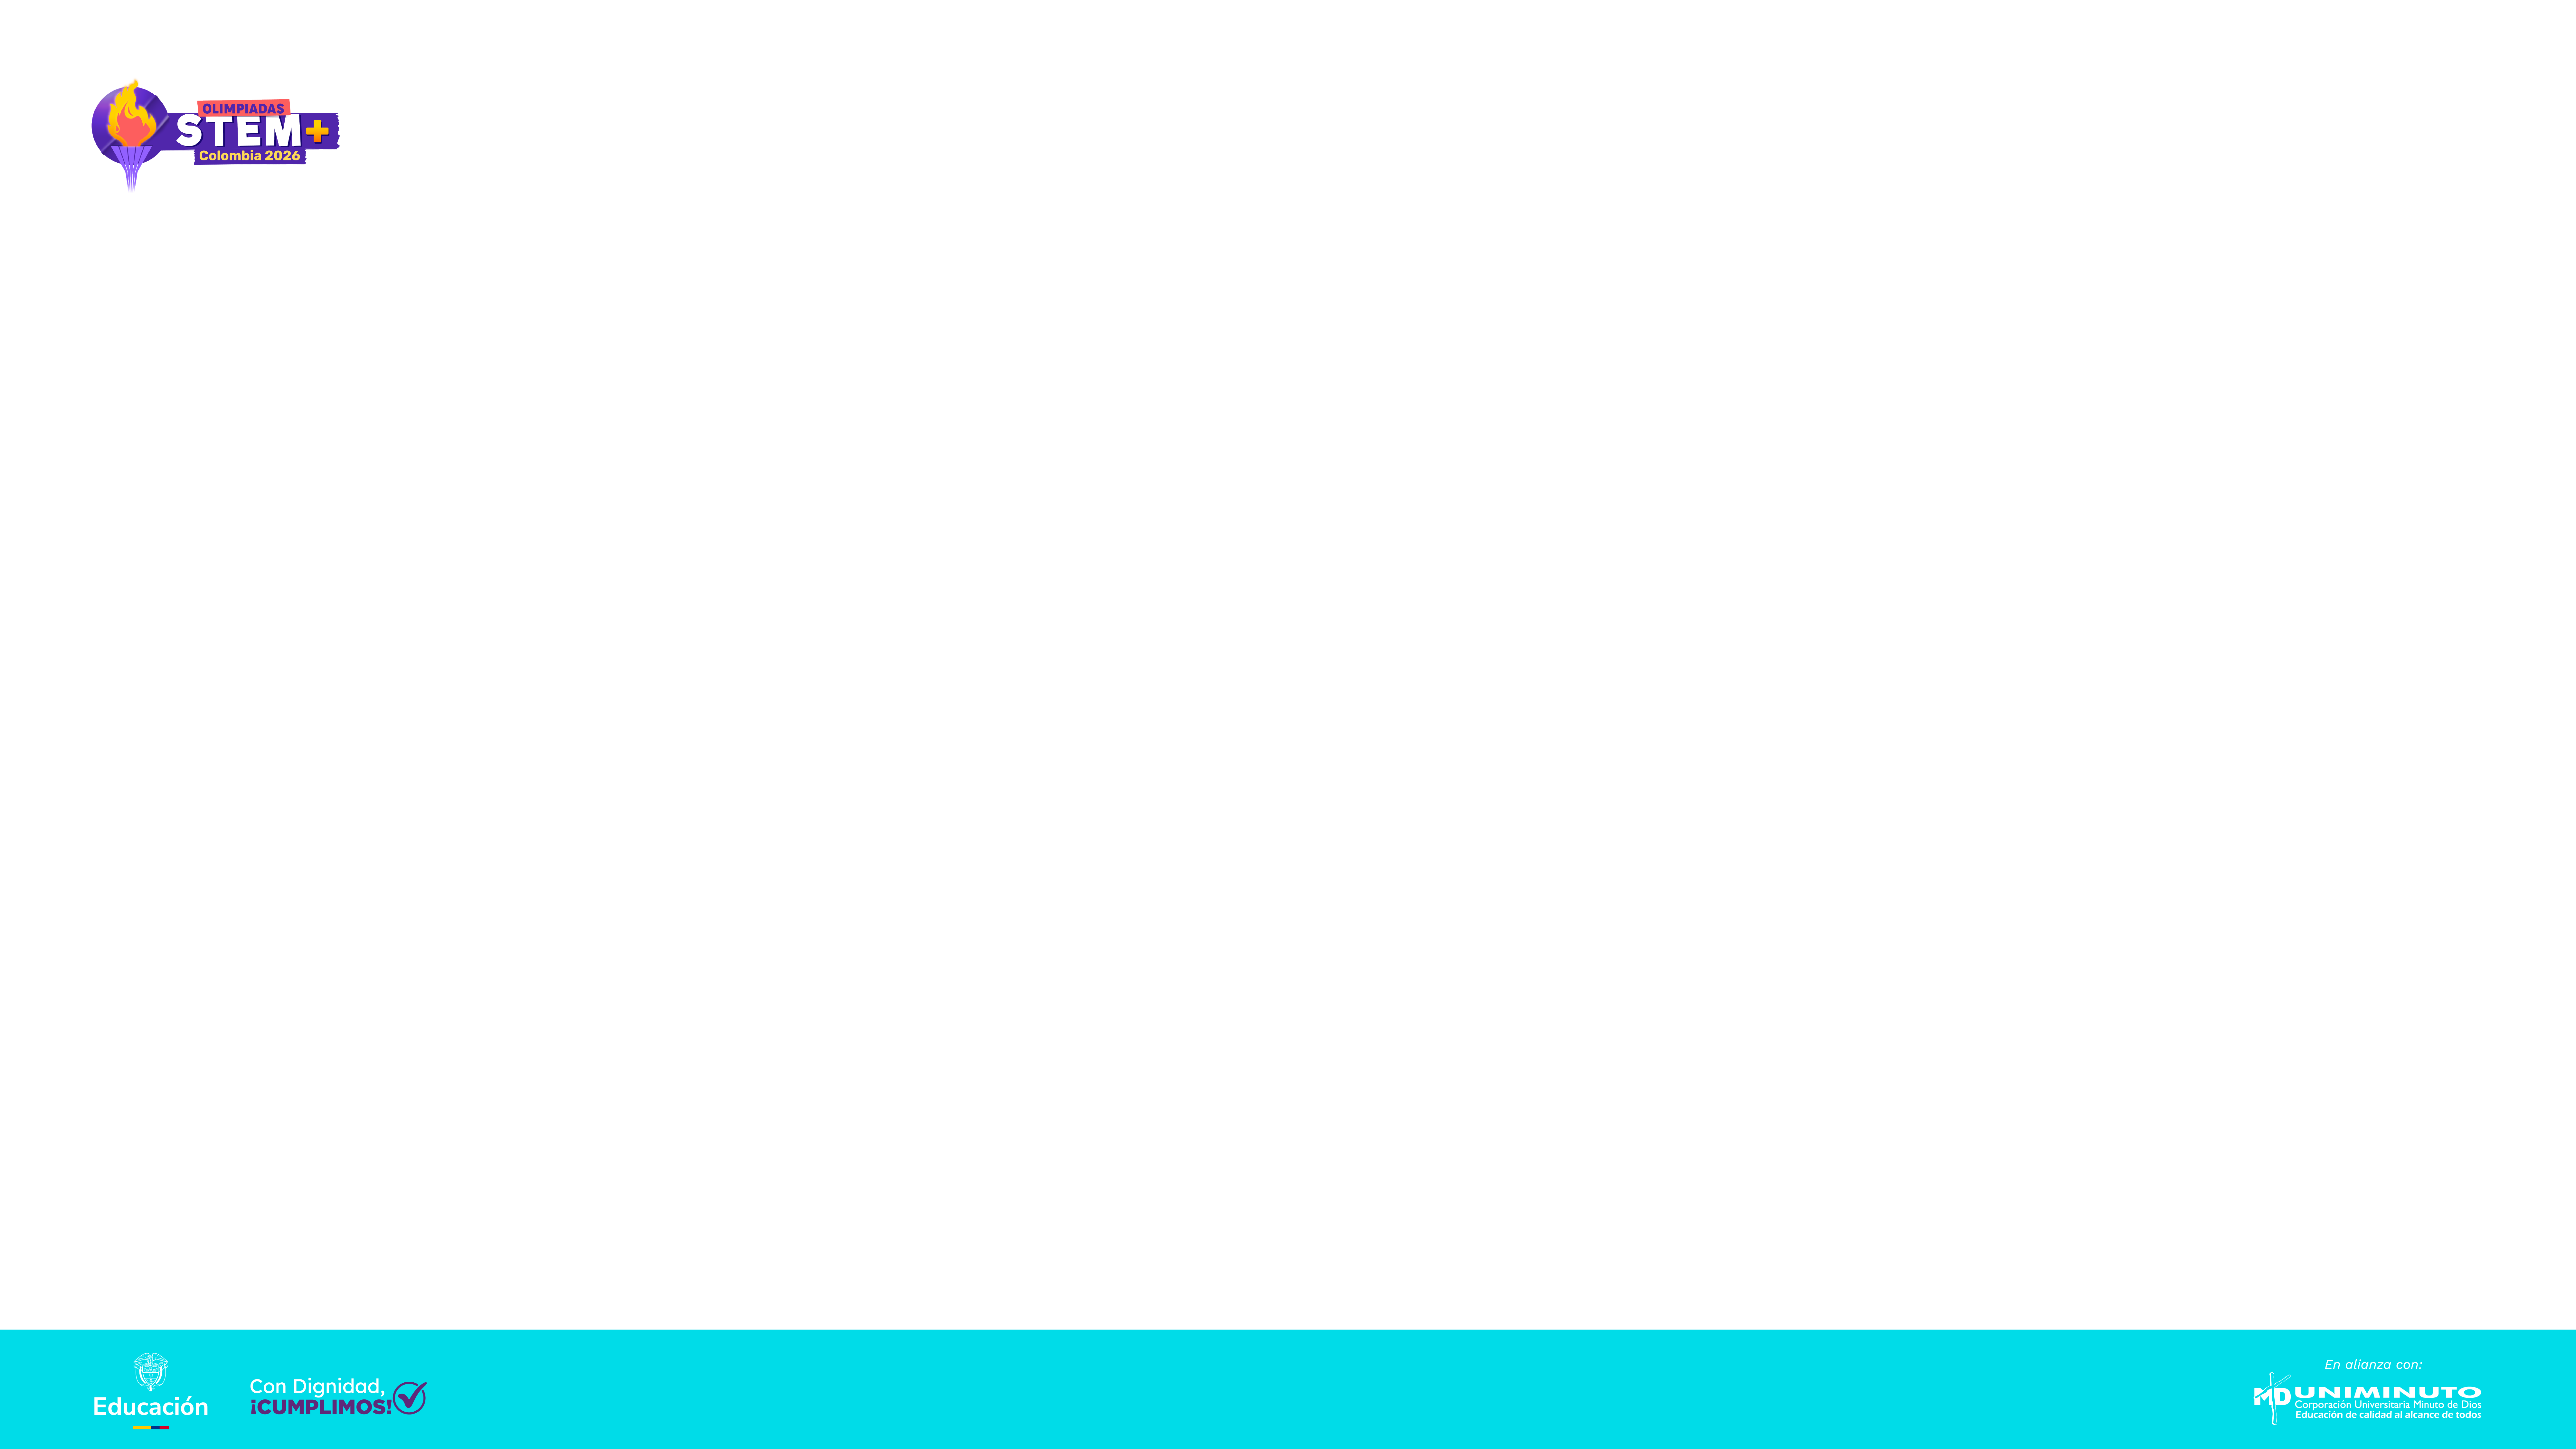 OLIMPIADAS
STEM+
Colombia 2026
Educación
Con Dignidad,
¡CUMPLIMOS!
En alianza con:
MD UNIMINUTO
Corporación Universitaria Minuto de Dios
Educación de calidad al alcance de todos